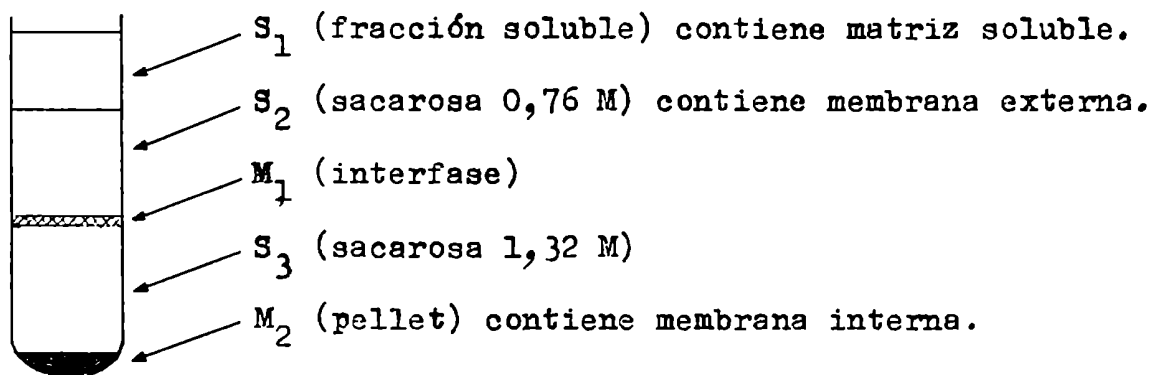 S1 (fracción soluble) contiene matriz soluble.
S2 (sacarosa 0,76 M) contiene membrana externa.
M1 (interfase)
S3 (sacarosa 1,32 M)
M2 (pellet) contiene membrana interna.